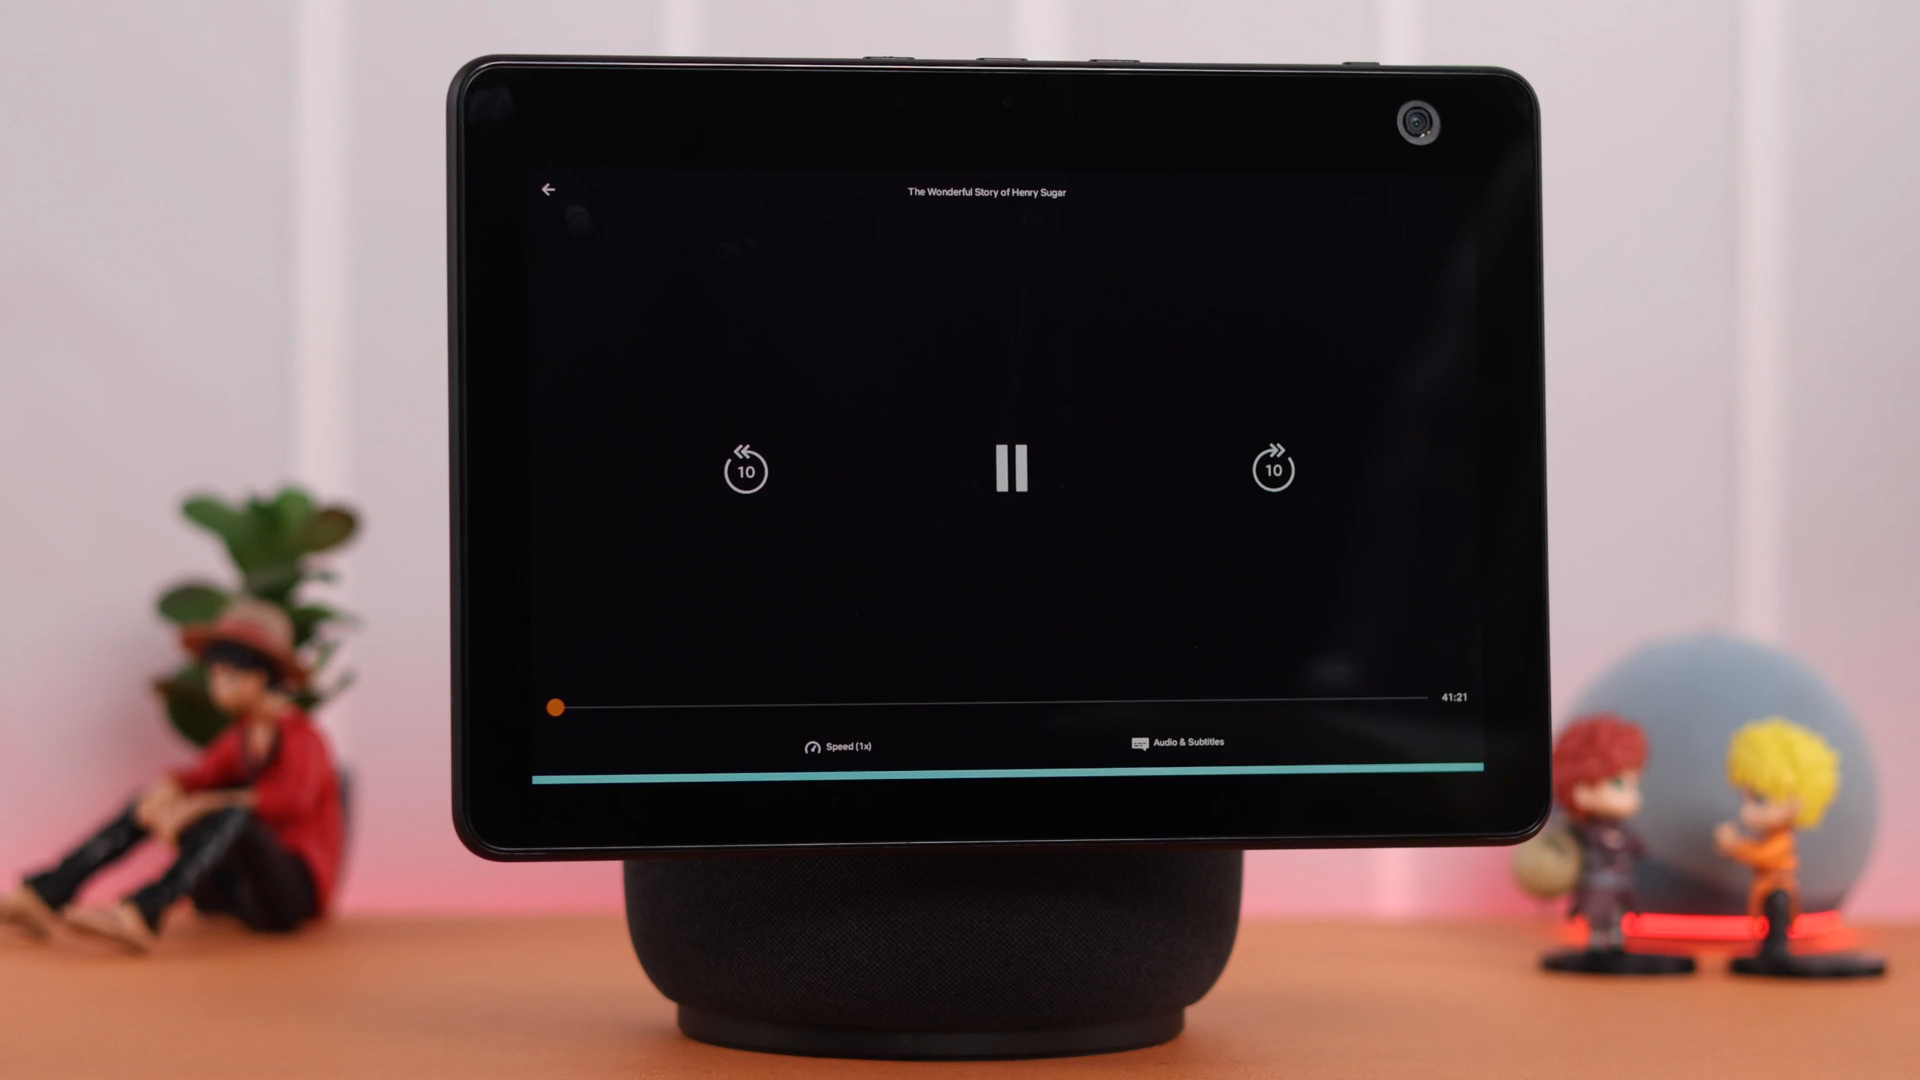 The Wonderful Story of Henry Sugar
10
10
41:21
Speed (1x)
Audio & Subtitles